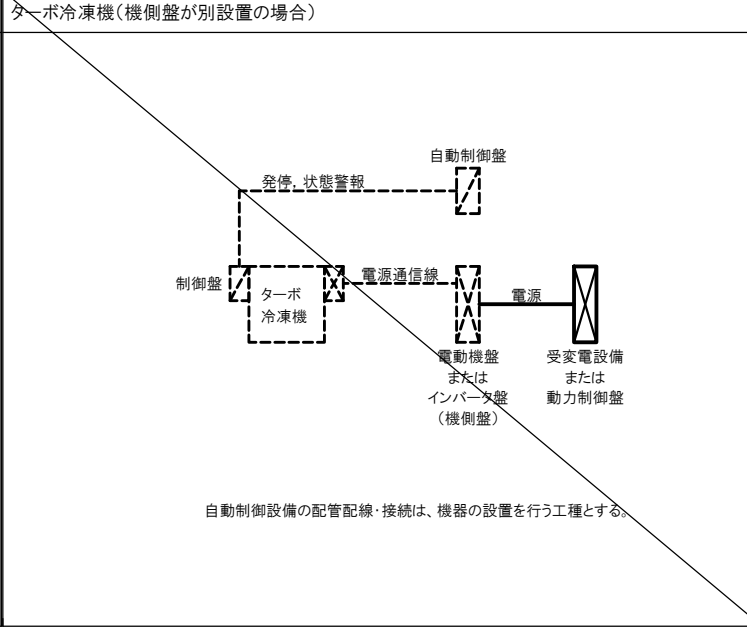 ターボ冷凍機(機側盤が別設置の場合)
自動制御盤
発停, 状態警報
制御盤
ターボ
冷凍機
電源通信線
電源
電動機盤
または
インバータ盤
(機側盤)
受変電設備
または
動力制御盤
自動制御設備の配管配線・接続は、機器の設置を行う工種とする。